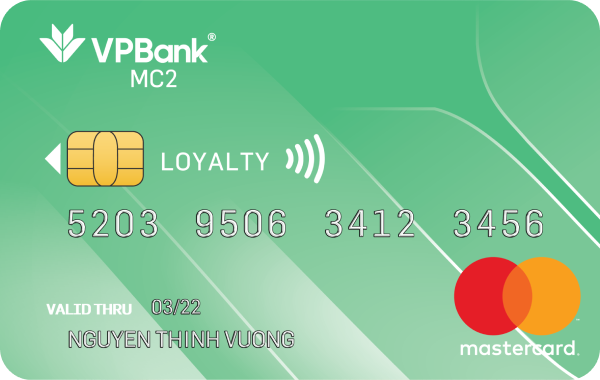 VPBank®
MC2
LOYALTY
5203 9506 3412 3456
VALID THRU 03/22
NGUYEN THINH VUONG
mastercard.